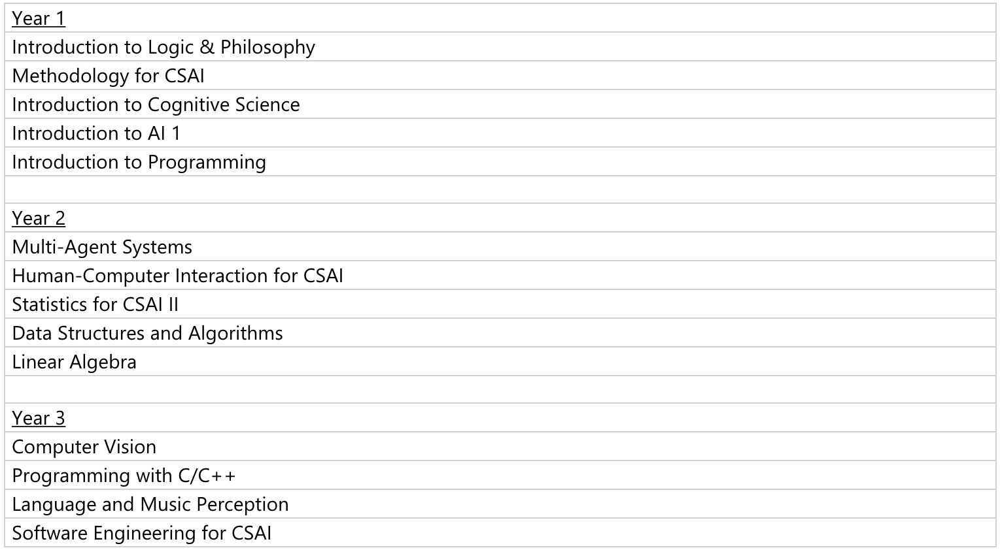 Year 1
Introduction to Logic & Philosophy
Methodology for CSAI
Introduction to Cognitive Science
Introduction to AI 1
Introduction to Programming
Year 2
Multi-Agent Systems
Human-Computer Interaction for CSAI
Statistics for CSAI II
Data Structures and Algorithms
Linear Algebra
Year 3
Computer Vision
Programming with C/C++
Language and Music Perception
Software Engineering for CSAI